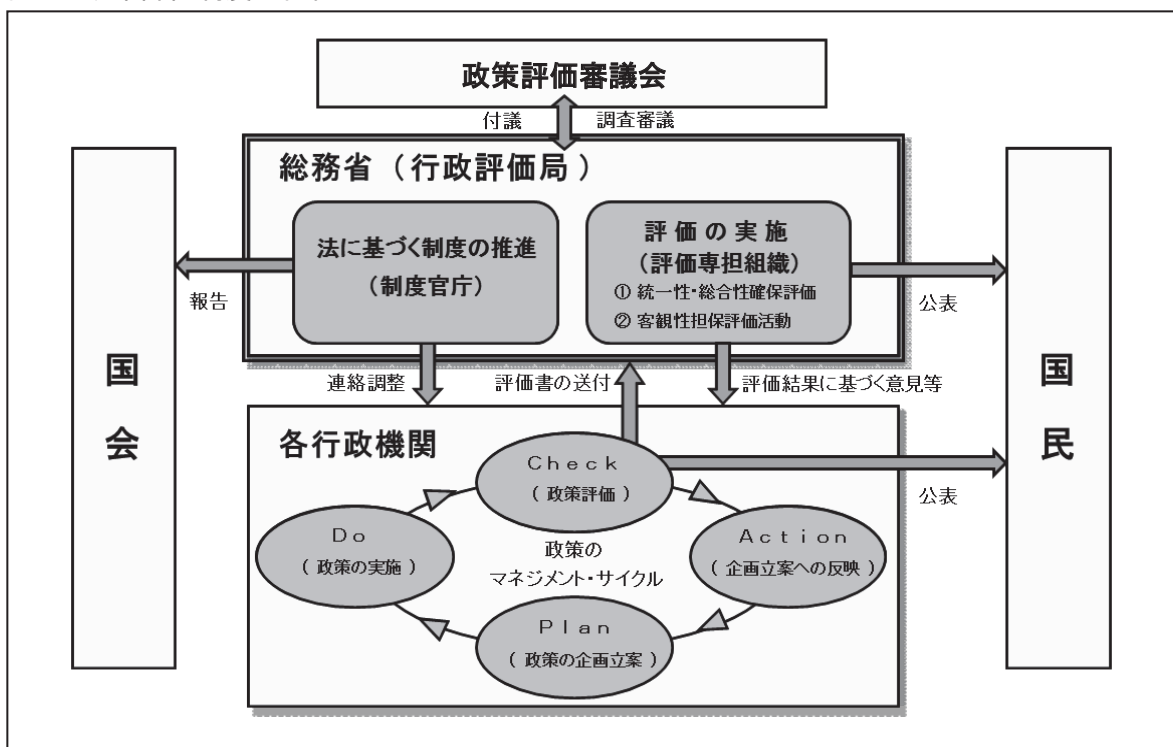 政策評価審議会
付議
調査審議
総務省（行政評価局）
法に基づく制度の推進
(制度官庁)
評価の実施
(評価専担組織)
① 統一性・総合性確保評価
② 客観性担保評価活動
報告
公表
国会
国民
連絡調整
評価書の送付
評価結果に基づく意見等
各行政機関
Check
( 政策評価 )
公表
Do
( 政策の実施 )
政策の
マネジメント・サイクル
Action
( 企画立案への反映 )
Plan
( 政策の企画立案 )